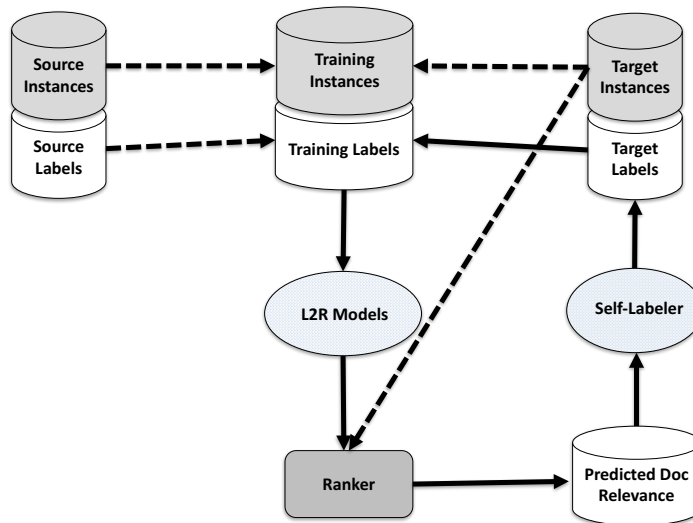 Source
Instances
Training
Instances
Target
Instances
Source
Labels
Training Labels
Target
Labels
L2R Models
Self-Labeler
Ranker
Predicted Doc
Relevance